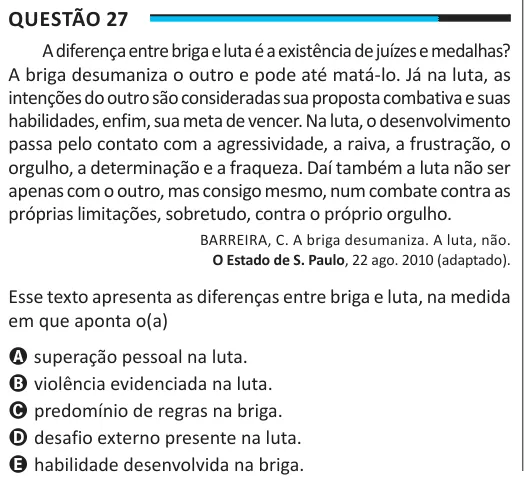 QUESTÃO 27
A diferença entre briga e luta é a existência de juízes e medalhas?
A briga desumaniza o outro e pode até matá-lo. Já na luta, as
intenções do outro são consideradas sua proposta combativa e suas
habilidades, enfim, sua meta de vencer. Na luta, o desenvolvimento
passa pelo contato com a agressividade, a raiva, a frustração, o
orgulho, a determinação e a fraqueza. Daí também a luta não ser
apenas com o outro, mas consigo mesmo, num combate contra as
próprias limitações, sobretudo, contra o próprio orgulho.
BARREIRA, C. A briga desumaniza. A luta, não.
O Estado de S. Paulo, 22 ago. 2010 (adaptado).
Esse texto apresenta as diferenças entre briga e luta, na medida
em que aponta o(a)
A superação pessoal na luta.
B violência evidenciada na luta.
C predomínio de regras na briga.
D desafio externo presente na luta.
E habilidade desenvolvida na briga.